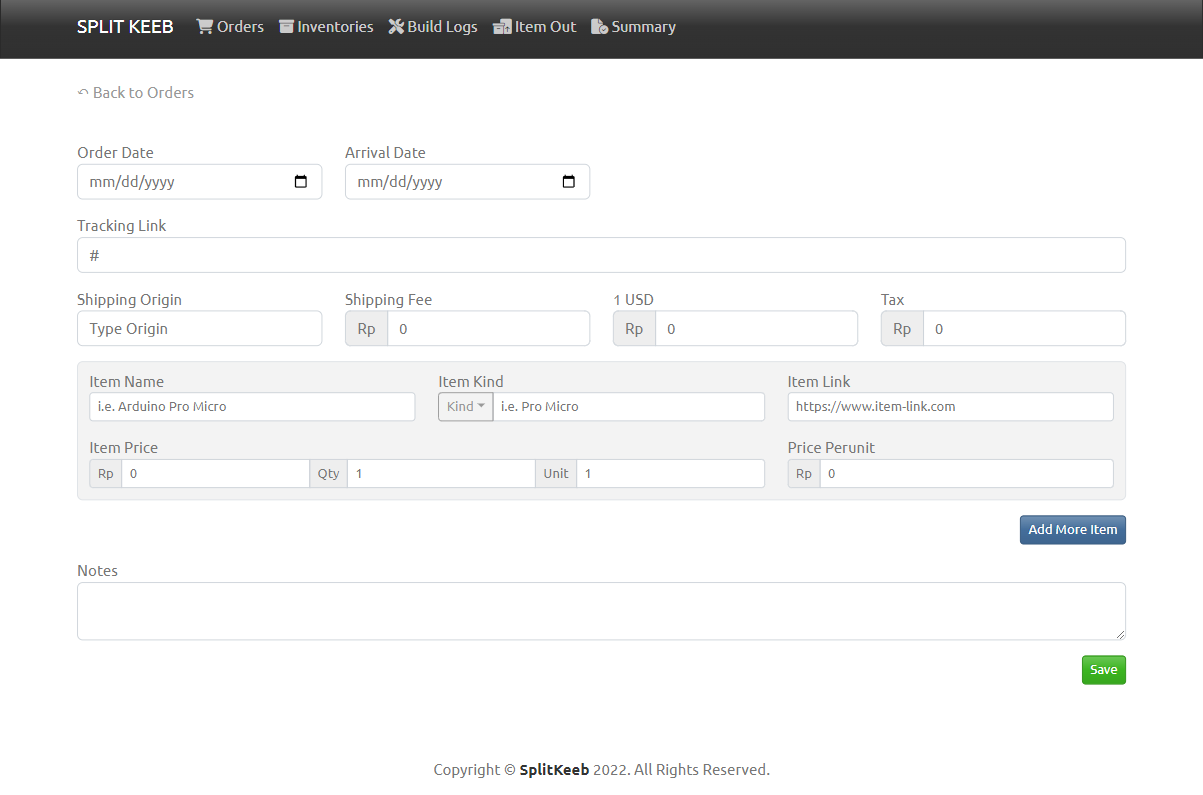 SPLIT KEEB Orders Inventories Build Logs Item Out Summary
Back to Orders
Order Date Arrival Date
mm/dd/yyyy mm/dd/yyyy
Tracking Link
#
Shipping Origin Shipping Fee 1 USD Tax
Type Origin Rp 0 Rp 0 Rp 0
Item Name Item Kind Item Link
i.e. Arduino Pro Micro Kind i.e. Pro Micro https://www.item-link.com
Item Price Price Perunit
Rp 0 Qty 1 Unit 1 Rp 0
Add More Item
Notes
Save
Copyright © SplitKeeb 2022. All Rights Reserved.